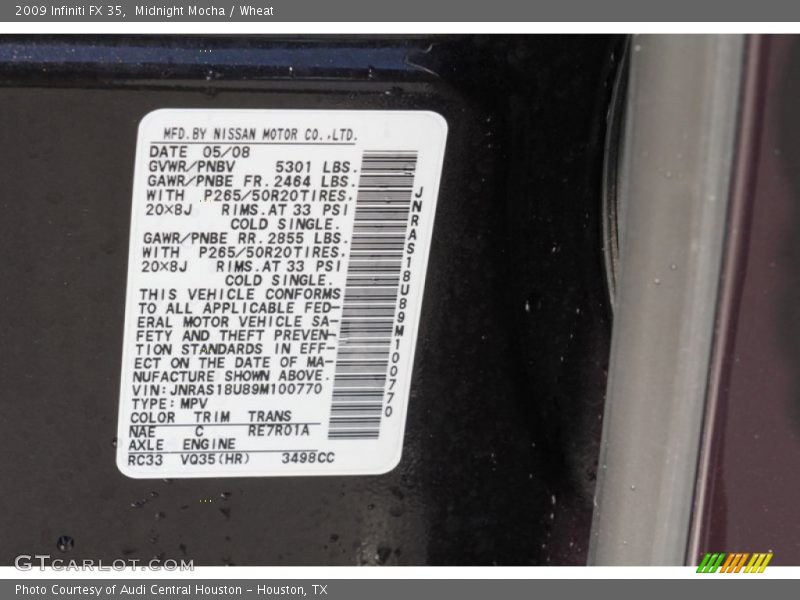 2009 Infiniti FX 35, Midnight Mocha / Wheat
MFD.BY NISSAN MOTOR CO.,LTD.
DATE 05/08
GVWR/PNBV 5301 LBS.
GAWR/PNBE FR. 2464 LBS.
WITH P265/50R20TIRES.
20×8J RIMS.AT 33 PSI
COLD SINGLE.
GAWR/PNBE RR. 2855 LBS.
WITH P265/50R20TIRES.
20×8J RIMS.AT 33 PSI
COLD SINGLE.
THIS VEHICLE CONFORMS
TO ALL APPLICABLE FED-
ERAL MOTOR VEHICLE SA-
FETY AND THEFT PREVEN-
TION STANDARDS IN EFF-
ECT ON THE DATE OF MA-
NUFACTURE SHOWN ABOVE.
VIN:JNRAS18U89M100770
TYPE:MPV
COLOR TRIM TRANS
NAE C RE7R01A
AXLE ENGINE
RC33 VQ35(HR) 3498CC
JNRAS18U89M100770
GTCARLOT.COM
Photo Courtesy of Audi Central Houston - Houston, TX